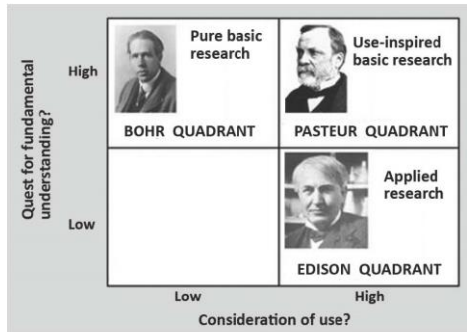 Quest for fundamental
understanding?
High
Low
Pure basic
research
BOHR QUADRANT
Use-inspired
basic research
PASTEUR QUADRANT
Applied
research
EDISON QUADRANT
Low
High
Consideration of use?